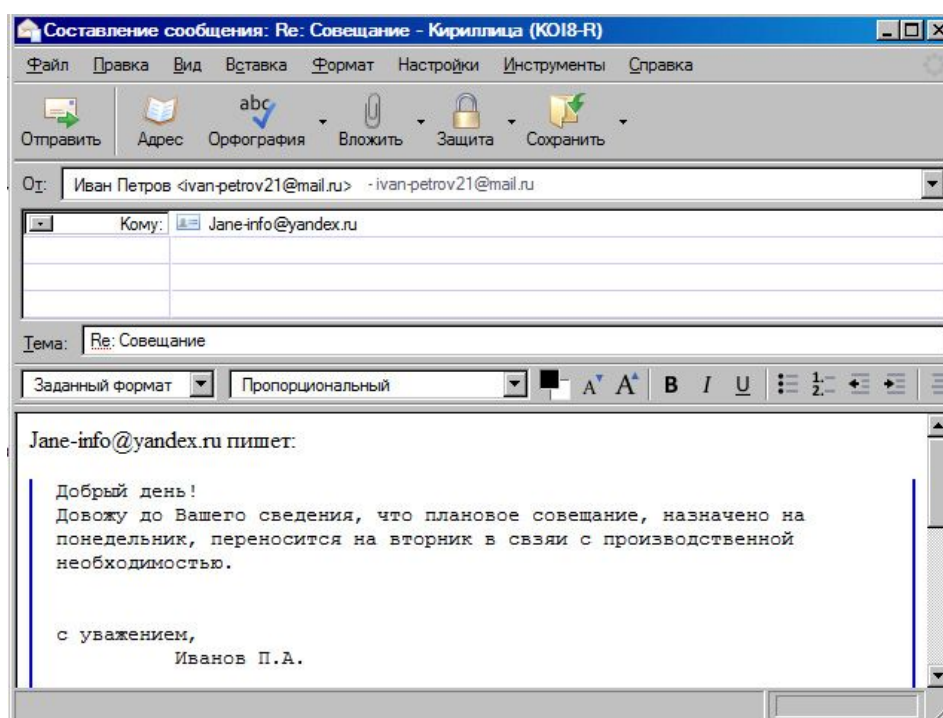 Составление сообщения: Re: Совещание - Кириллица (KOI8-R)
Файл Правка Вид Вставка Формат Настройки Инструменты Справка
abc
Отправить Адрес Орфография Вложить Защита Сохранить
От: Иван Петров <ivan-petrov21@mail.ru> - ivan-petrov21@mail.ru
Кому: Jane-info@yandex.ru
Тема: Re: Совещание
Заданный формат Пропорциональный A A B I U
Jane-info@yandex.ru пишет:
Добрый день!
Довожу до Вашего сведения, что плановое совещание, назначено на
понедельник, переносится на вторник в свзяи с производственной
необходимостью.
с уважением,
Иванов П.А.